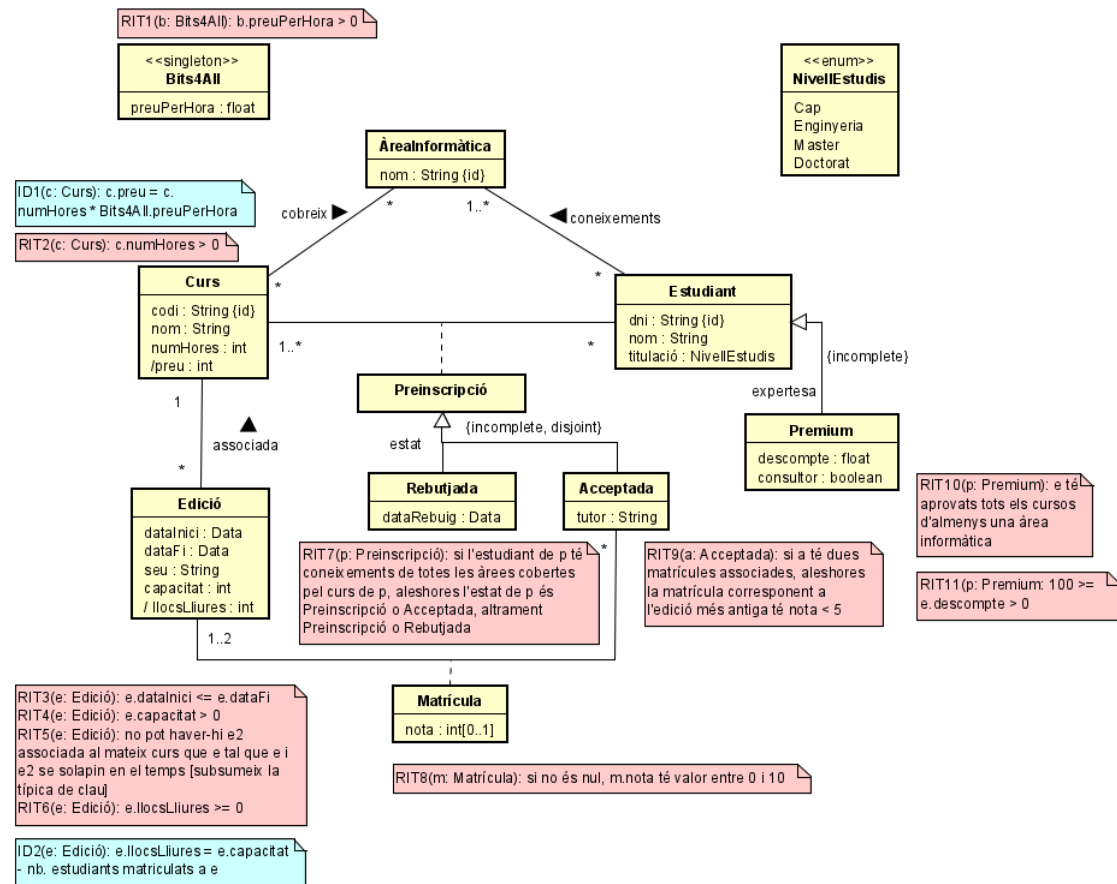 RIT1(b: Bits4All): b.preuPerHora > 0
<<singleton>>
Bits4All
preuPerHora : float
<<enum>>
NivellEstudis
Cap
Enginyeria
Master
Doctorat
ÀreaInformàtica
nom : String {id}
ID1(c: Curs): c.preu = c.
numHores * Bits4All.preuPerHora
cobreix
*
1..*
coneixements
RIT2(c: Curs): c.numHores > 0
*
*
Curs
codi : String {id}
nom : String
numHores : int
/preu : int
Estudiant
dni : String {id}
nom : String
titulació : NivellEstudis
1..*
*
{incomplete}
Preinscripció
expertesa
1
associada
estat
{incomplete, disjoint}
Premium
descompte : float
consultor : boolean
*
Edició
dataInici : Data
dataFi : Data
seu : String
capacitat : int
/ llocsLliures : int
Rebutjada
dataRebuig : Data
Acceptada
tutor : String
RIT10(p: Premium): e té
aprovats tots els cursos
d'almenys una àrea
informàtica
RIT7(p: Preinscripció): si l'estudiant de p té
coneixements de totes les àrees cobertes
pel curs de p, aleshores l'estat de p és
Preinscripció o Acceptada, altrament
Preinscripció o Rebutjada
*
RIT9(a: Acceptada): si a té dues
matrícules associades, aleshores
la matrícula corresponent a
l'edició més antiga té nota < 5
RIT11(p: Premium: 100 >=
e.descompte > 0
1..2
Matrícula
nota : int[0..1]
RIT3(e: Edició): e.dataInici <= e.dataFi
RIT4(e: Edició): e.capacitat > 0
RIT5(e: Edició): no pot haver-hi e2
associada al mateix curs que e tal que e i
e2 se solapin en el temps [subsumeix la
típica de clau]
RIT6(e: Edició): e.llocsLliures >= 0
RIT8(m: Matrícula): si no és nul, m.nota té valor entre 0 i 10
ID2(e: Edició): e.llocsLliures = e.capacitat
- nb. estudiants matriculats a e